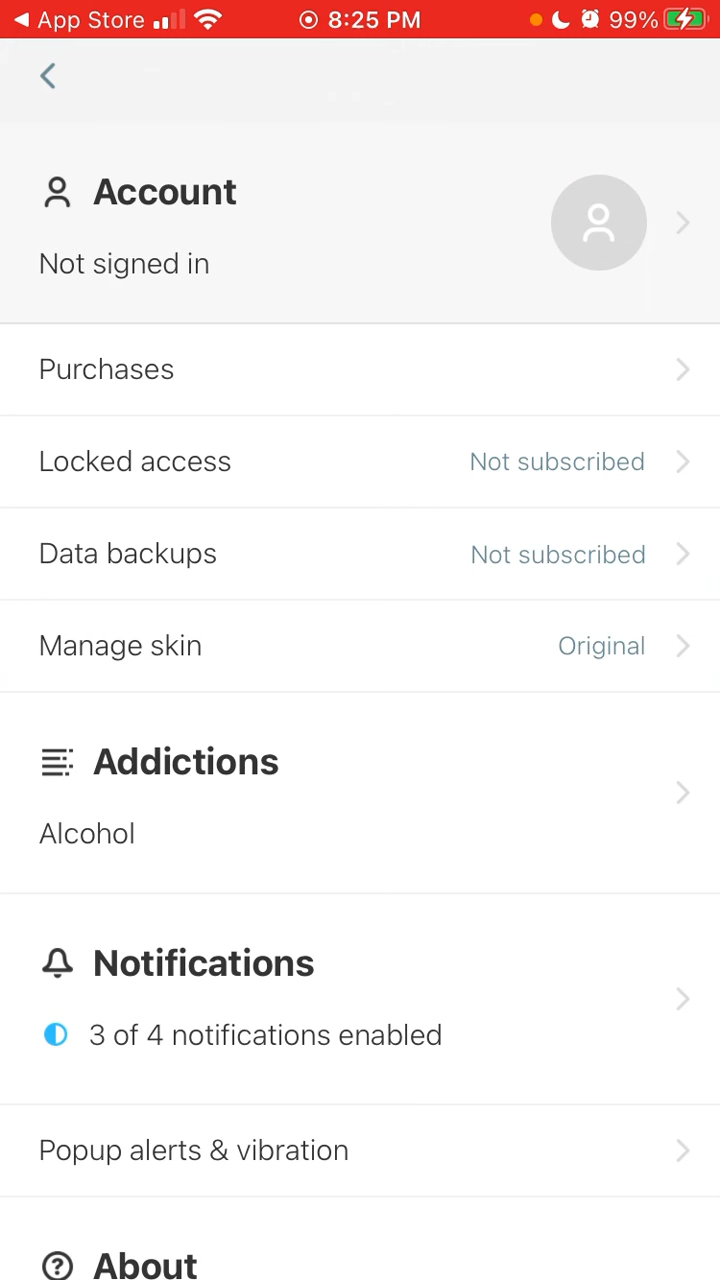 App Store 8:25 PM 99%
Account
Not signed in
Purchases
Locked access Not subscribed
Data backups Not subscribed
Manage skin Original
Addictions
Alcohol
Notifications
3 of 4 notifications enabled
Popup alerts & vibration
About